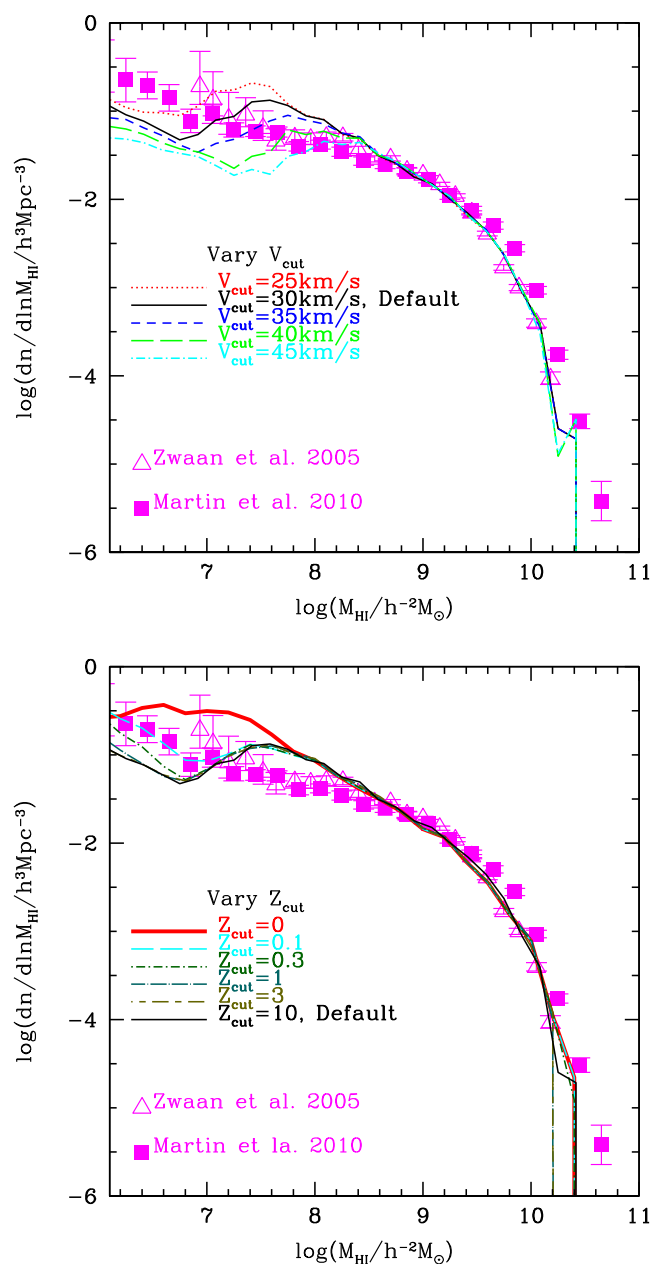 0
−2
−4
−6
log(dn/dlnM_HI/h³Mpc⁻³)
Vary V_cut
V_cut=25km/s
V_cut=30km/s, Default
V_cut=35km/s
V_cut=40km/s
V_cut=45km/s
Zwaan et al. 2005
Martin et al. 2010
7 8 9 10 11
log(M_HI/h⁻²M_⊙)
0
−2
−4
−6
log(dn/dlnM_HI/h³Mpc⁻³)
Vary Z_cut
Z_cut=0
Z_cut=0.1
Z_cut=0.3
Z_cut=1
Z_cut=3
Z_cut=10, Default
Zwaan et al. 2005
Martin et la. 2010
7 8 9 10 11
log(M_HI/h⁻²M_⊙)